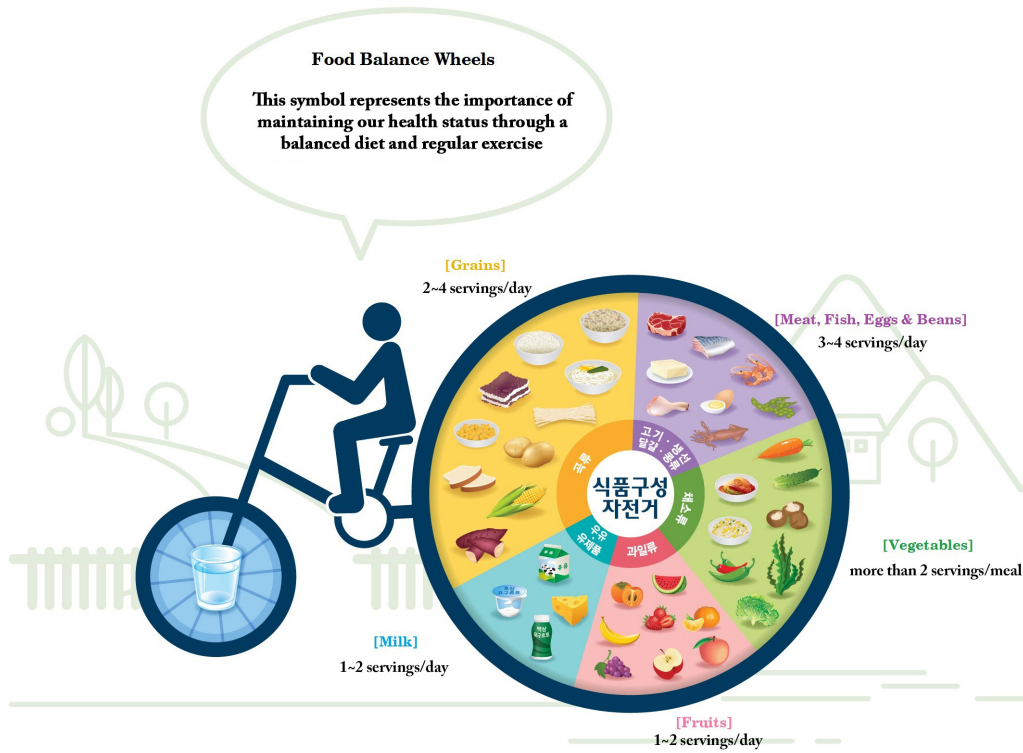 Food Balance Wheels
This symbol represents the importance of
maintaining our health status through a
balanced diet and regular exercise
[Grains]
2~4 servings/day
[Meat, Fish, Eggs & Beans]
3~4 servings/day
고기·생선
달걀·콩류
곡류
식품구성
자전거
채소류
우유
유제품
과일류
우유
[Vegetables]
more than 2 servings/meal
[Milk]
1~2 servings/day
[Fruits]
1~2 servings/day